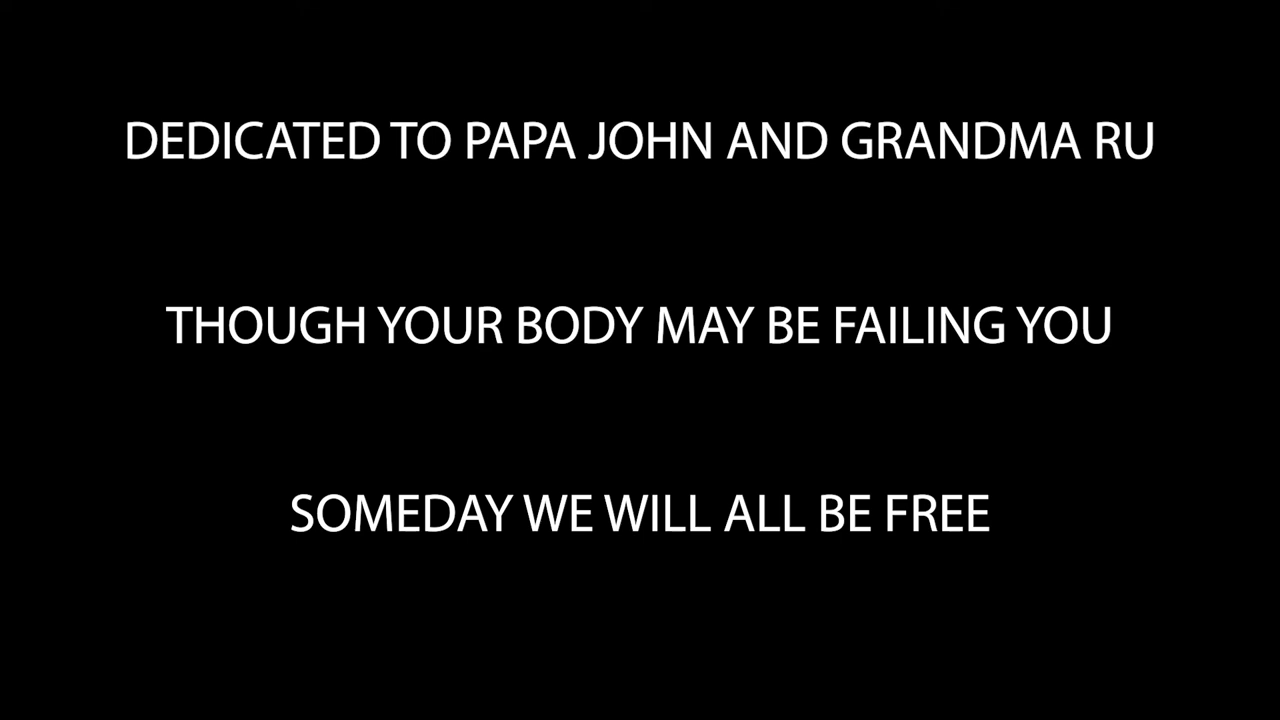 DEDICATED TO PAPA JOHN AND GRANDMA RU
THOUGH YOUR BODY MAY BE FAILING YOU
SOMEDAY WE WILL ALL BE FREE